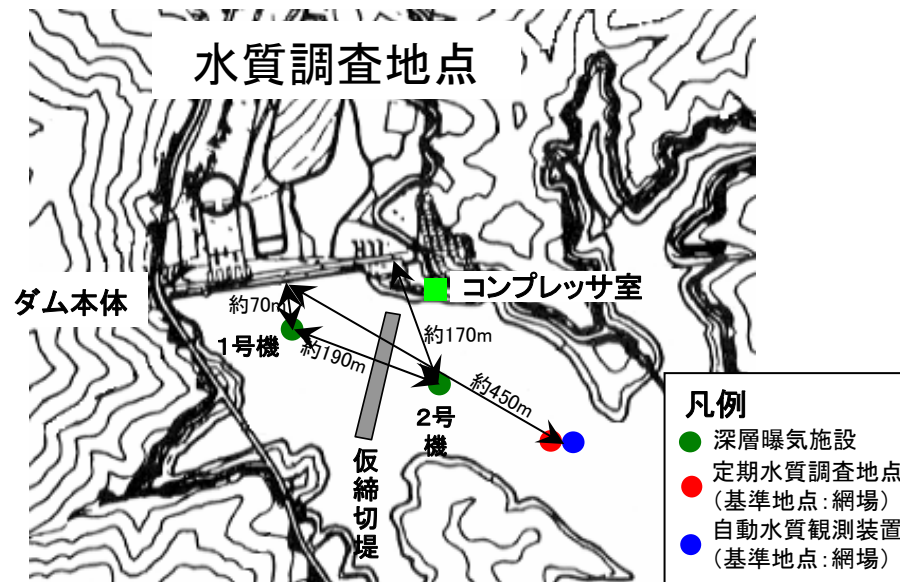 水質調査地点
ダム本体
コンプレッサ室
約70m
1号機
約190m
約170m
約450m
2号
機
仮締切堤
凡例
深層曝気施設
定期水質調査地点
(基準地点:網場)
自動水質観測装置
(基準地点:網場)